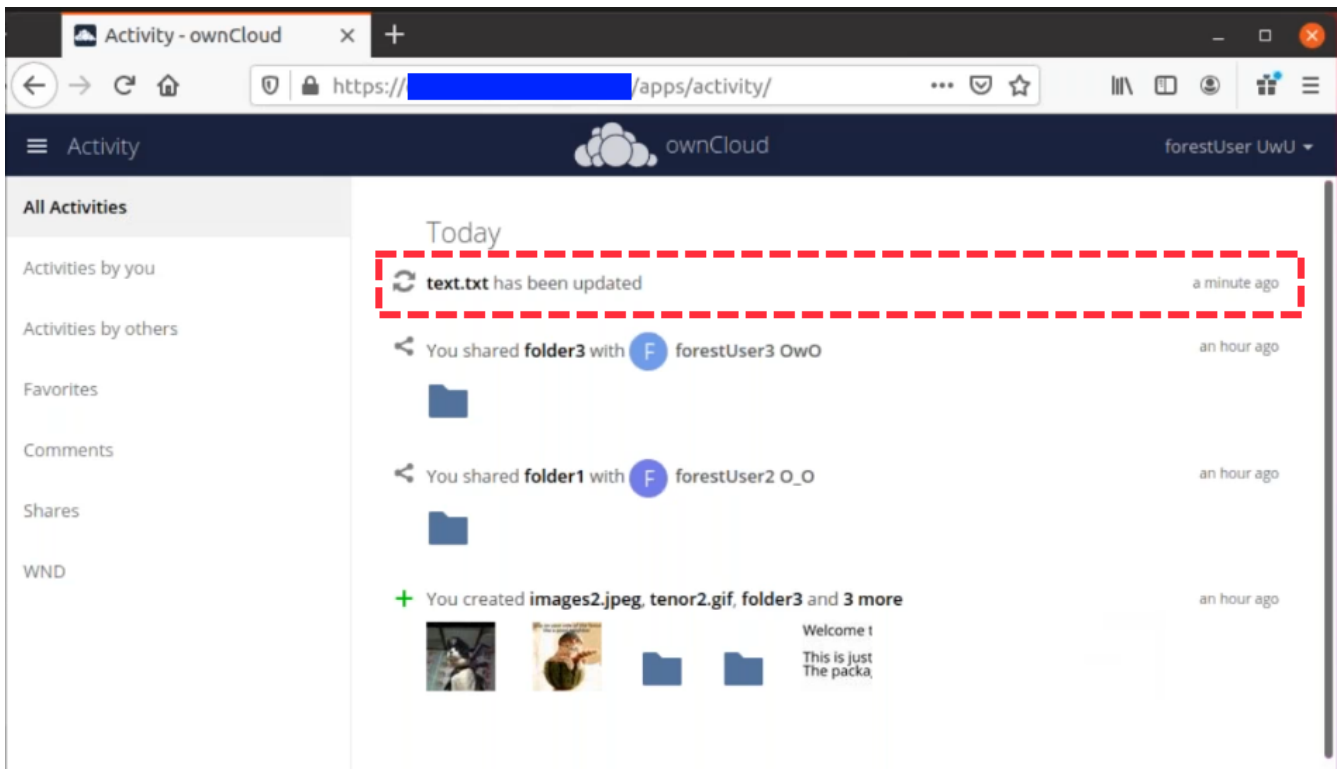 Activity - ownCloud
https:// /apps/activity/
Activity
ownCloud
forestUser UwU
All Activities
Activities by you
Activities by others
Favorites
Comments
Shares
WND
Today
text.txt has been updated
a minute ago
You shared folder3 with F forestUser3 OwO
an hour ago
You shared folder1 with F forestUser2 O_O
an hour ago
You created images2.jpeg, tenor2.gif, folder3 and 3 more
an hour ago
Welcome t
This is just
The packa